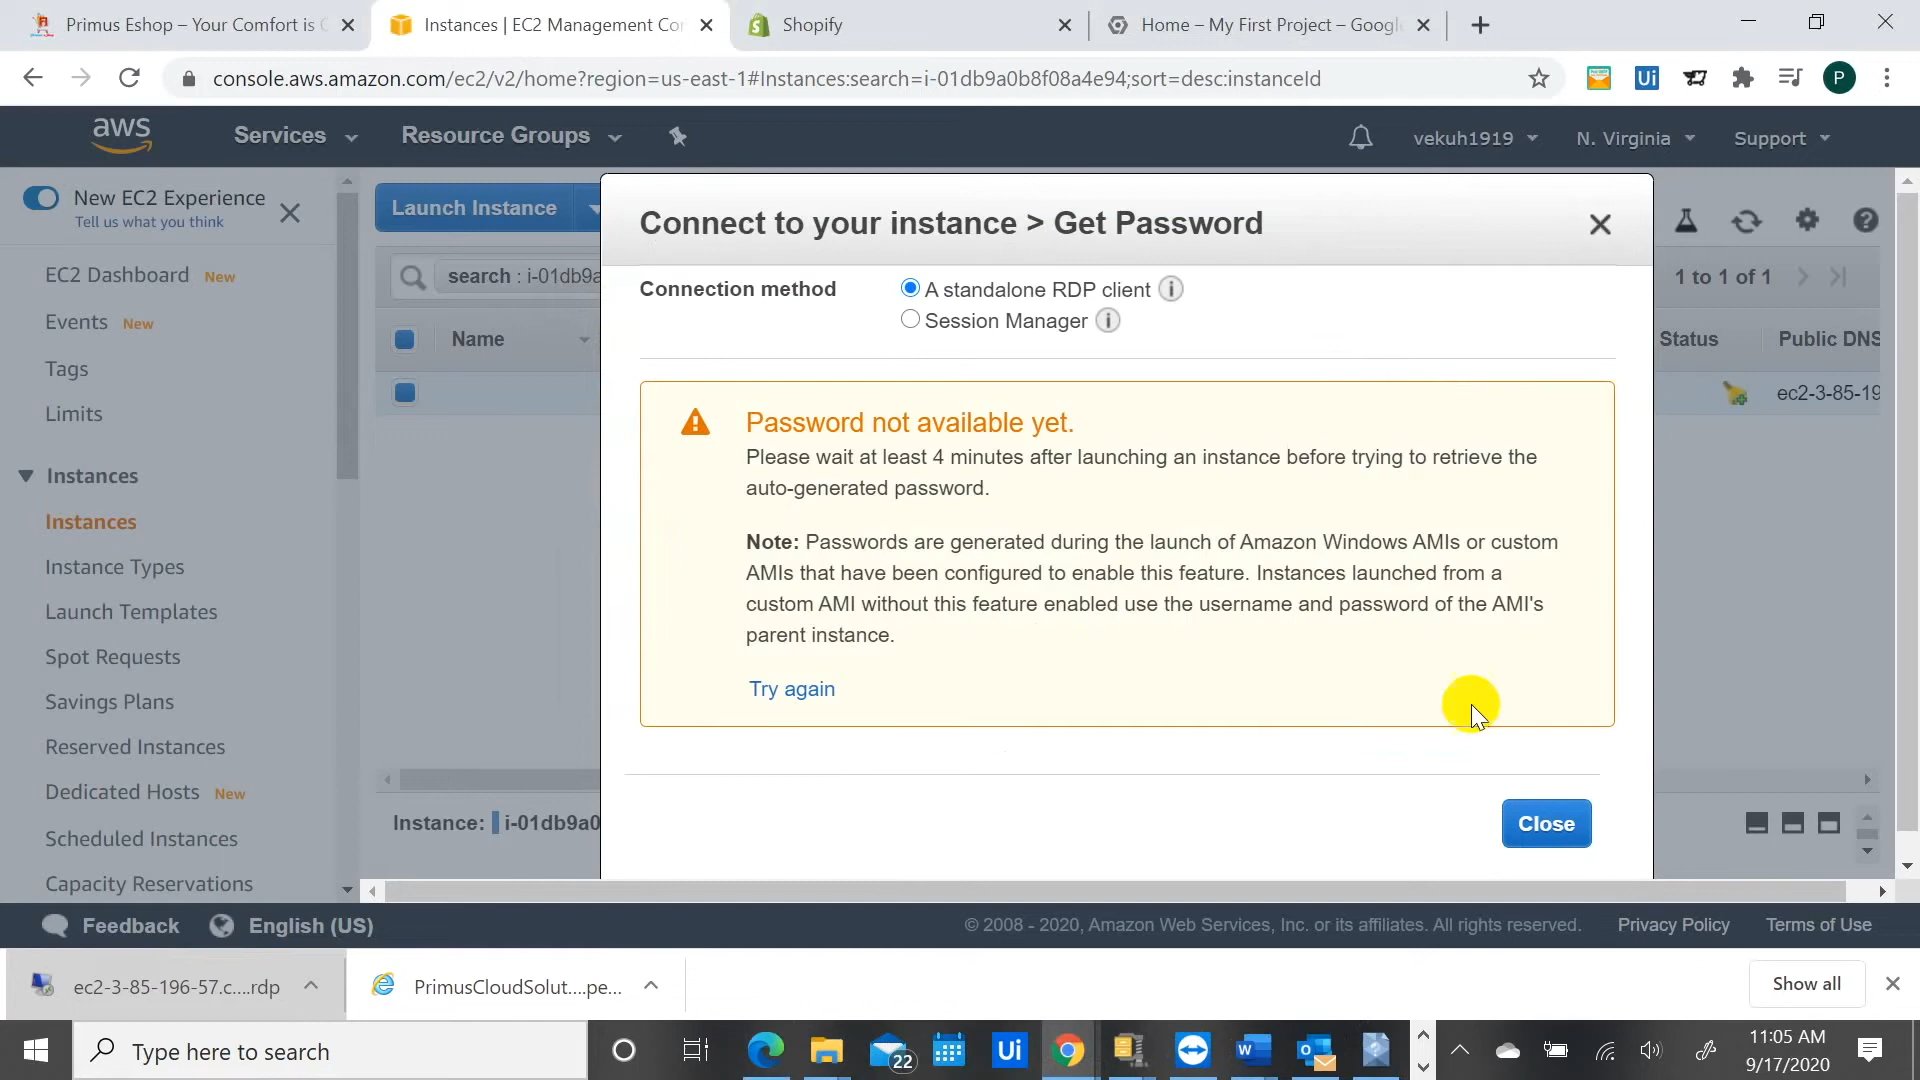 Primus Eshop – Your Comfort is
Instances | EC2 Management Co
Shopify
Home – My First Project – Googl
console.aws.amazon.com/ec2/v2/home?region=us-east-1#Instances:search=i-01db9a0b8f08a4e94;sort=desc:instanceId
Ui
P
aws
Services
Resource Groups
vekuh1919
N. Virginia
Support
New EC2 Experience
Tell us what you think
EC2 Dashboard New
Events New
Tags
Limits
Instances
Instances
Instance Types
Launch Templates
Spot Requests
Savings Plans
Reserved Instances
Dedicated Hosts New
Scheduled Instances
Capacity Reservations
Launch Instance
search : i-01db9a
Name
1 to 1 of 1
Status
Public DNS
ec2-3-85-19
Instance: i-01db9a0
Connect to your instance > Get Password
Connection method
A standalone RDP client
Session Manager
Password not available yet.
Please wait at least 4 minutes after launching an instance before trying to retrieve the
auto-generated password.
Note: Passwords are generated during the launch of Amazon Windows AMIs or custom
AMIs that have been configured to enable this feature. Instances launched from a
custom AMI without this feature enabled use the username and password of the AMI's
parent instance.
Try again
Close
Feedback
English (US)
© 2008 - 2020, Amazon Web Services, Inc. or its affiliates. All rights reserved.
Privacy Policy
Terms of Use
ec2-3-85-196-57.c....rdp
PrimusCloudSolut....pe...
Show all
Type here to search
22
Ui
11:05 AM
9/17/2020